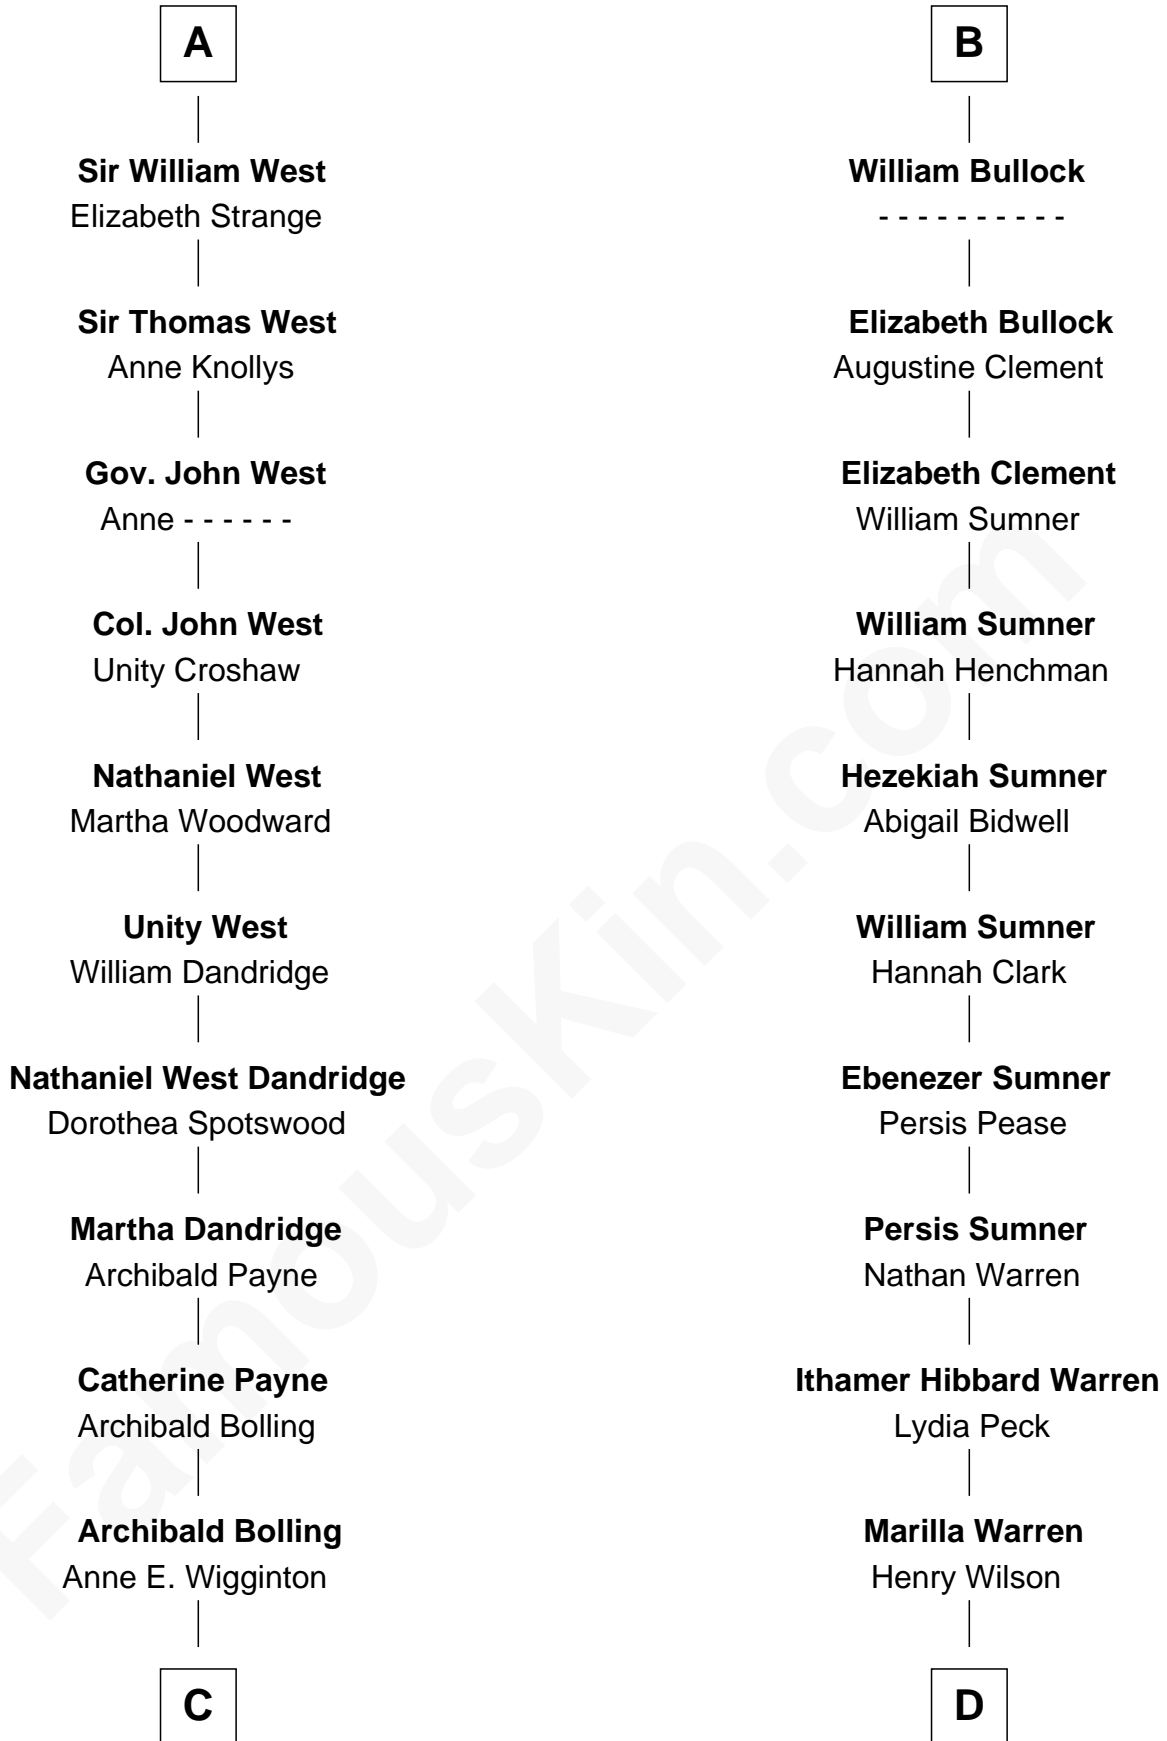 A
Sir William West
Elizabeth Strange
Sir Thomas West
Anne Knollys
Gov. John West
Anne - - - - - -
Col. John West
Unity Croshaw
Nathaniel West
Martha Woodward
Unity West
William Dandridge
Nathaniel West Dandridge
Dorothea Spotswood
Martha Dandridge
Archibald Payne
Catherine Payne
Archibald Bolling
Archibald Bolling
Anne E. Wigginton
C
B
William Bullock
- - - - - - - - - -
Elizabeth Bullock
Augustine Clement
Elizabeth Clement
William Sumner
William Sumner
Hannah Henchman
Hezekiah Sumner
Abigail Bidwell
William Sumner
Hannah Clark
Ebenezer Sumner
Persis Pease
Persis Sumner
Nathan Warren
Ithamer Hibbard Warren
Lydia Peck
Marilla Warren
Henry Wilson
D
FamousKin.com